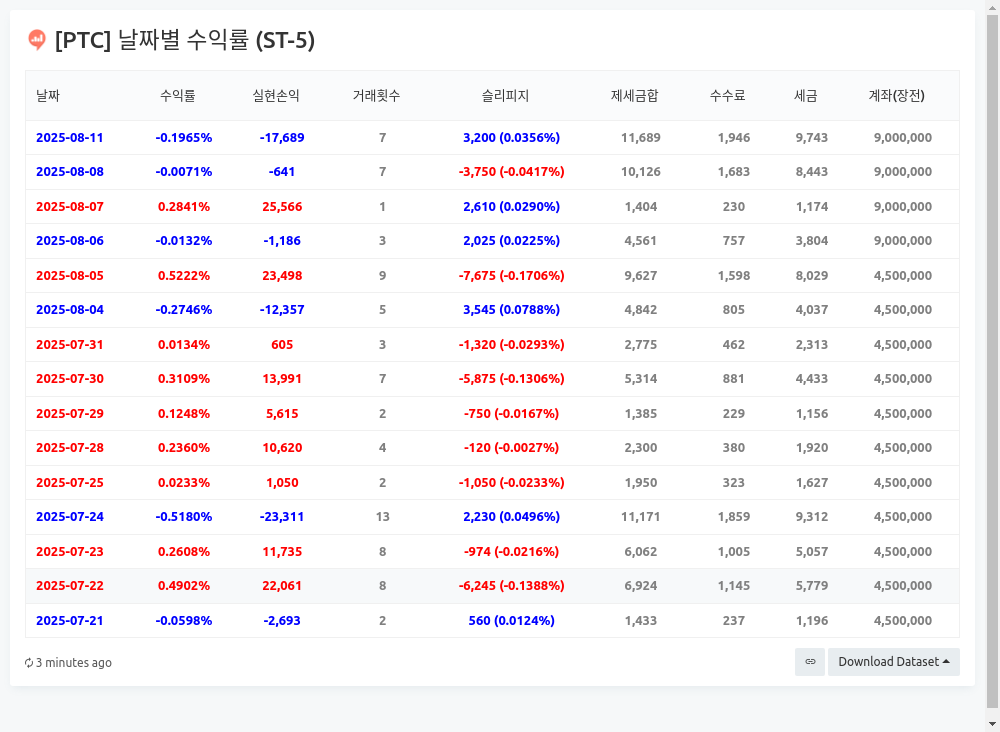 [PTC] 날짜별 수익률 (ST-5)
날짜 수익률 실현손익 거래횟수 슬리피지 제세금합 수수료 세금 계좌(장전)
2025-08-11 -0.1965% -17,689 7 3,200 (0.0356%) 11,689 1,946 9,743 9,000,000
2025-08-08 -0.0071% -641 7 -3,750 (-0.0417%) 10,126 1,683 8,443 9,000,000
2025-08-07 0.2841% 25,566 1 2,610 (0.0290%) 1,404 230 1,174 9,000,000
2025-08-06 -0.0132% -1,186 3 2,025 (0.0225%) 4,561 757 3,804 9,000,000
2025-08-05 0.5222% 23,498 9 -7,675 (-0.1706%) 9,627 1,598 8,029 4,500,000
2025-08-04 -0.2746% -12,357 5 3,545 (0.0788%) 4,842 805 4,037 4,500,000
2025-07-31 0.0134% 605 3 -1,320 (-0.0293%) 2,775 462 2,313 4,500,000
2025-07-30 0.3109% 13,991 7 -5,875 (-0.1306%) 5,314 881 4,433 4,500,000
2025-07-29 0.1248% 5,615 2 -750 (-0.0167%) 1,385 229 1,156 4,500,000
2025-07-28 0.2360% 10,620 4 -120 (-0.0027%) 2,300 380 1,920 4,500,000
2025-07-25 0.0233% 1,050 2 -1,050 (-0.0233%) 1,950 323 1,627 4,500,000
2025-07-24 -0.5180% -23,311 13 2,230 (0.0496%) 11,171 1,859 9,312 4,500,000
2025-07-23 0.2608% 11,735 8 -974 (-0.0216%) 6,062 1,005 5,057 4,500,000
2025-07-22 0.4902% 22,061 8 -6,245 (-0.1388%) 6,924 1,145 5,779 4,500,000
2025-07-21 -0.0598% -2,693 2 560 (0.0124%) 1,433 237 1,196 4,500,000
3 minutes ago Download Dataset